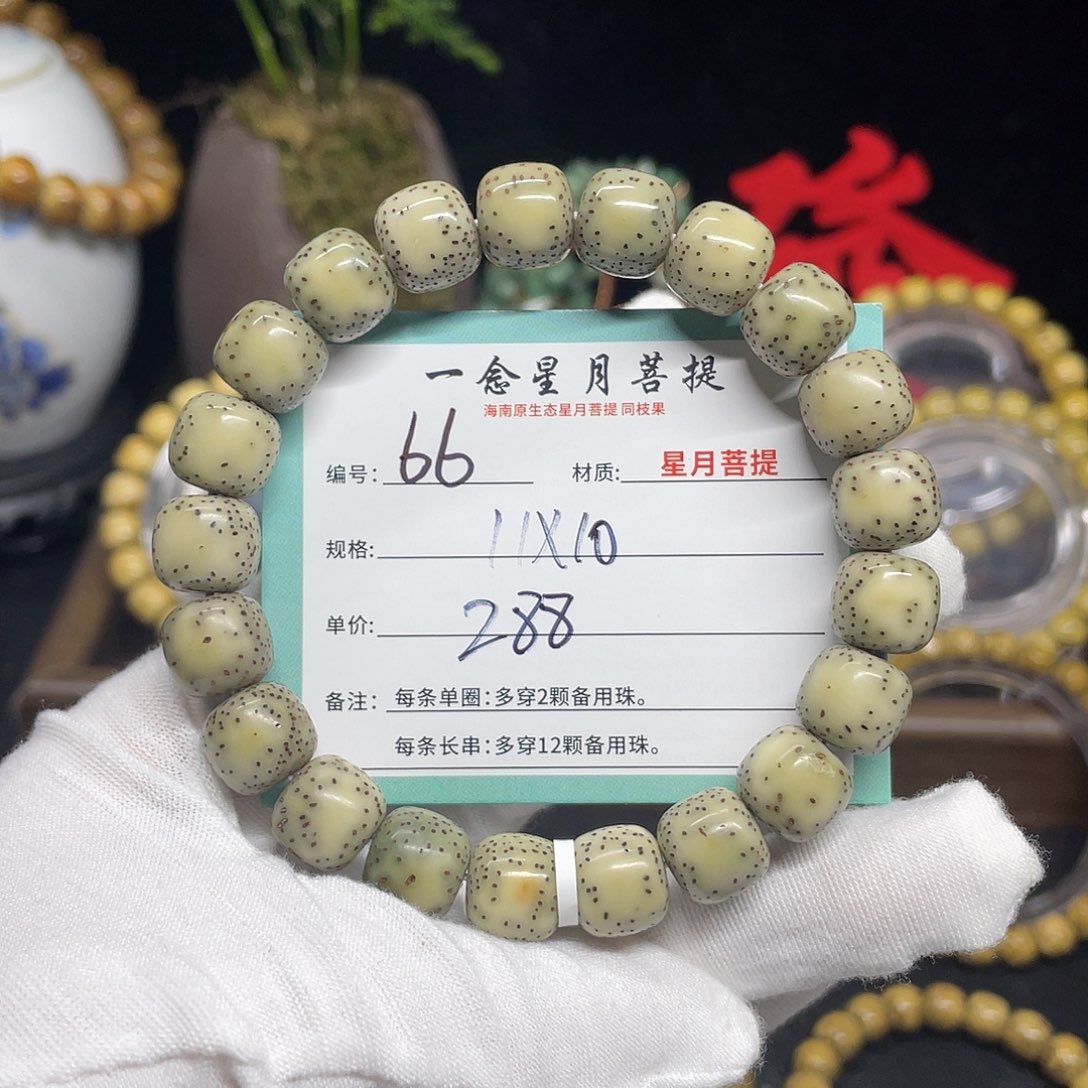 一念星月菩提
海南原生态星月菩提 同枝果
编号: 66 材质: 星月菩提
规格: 11X10
单价: 288
备注: 每条单圈:多穿2颗备用珠。
每条长串:多穿12颗备用珠。